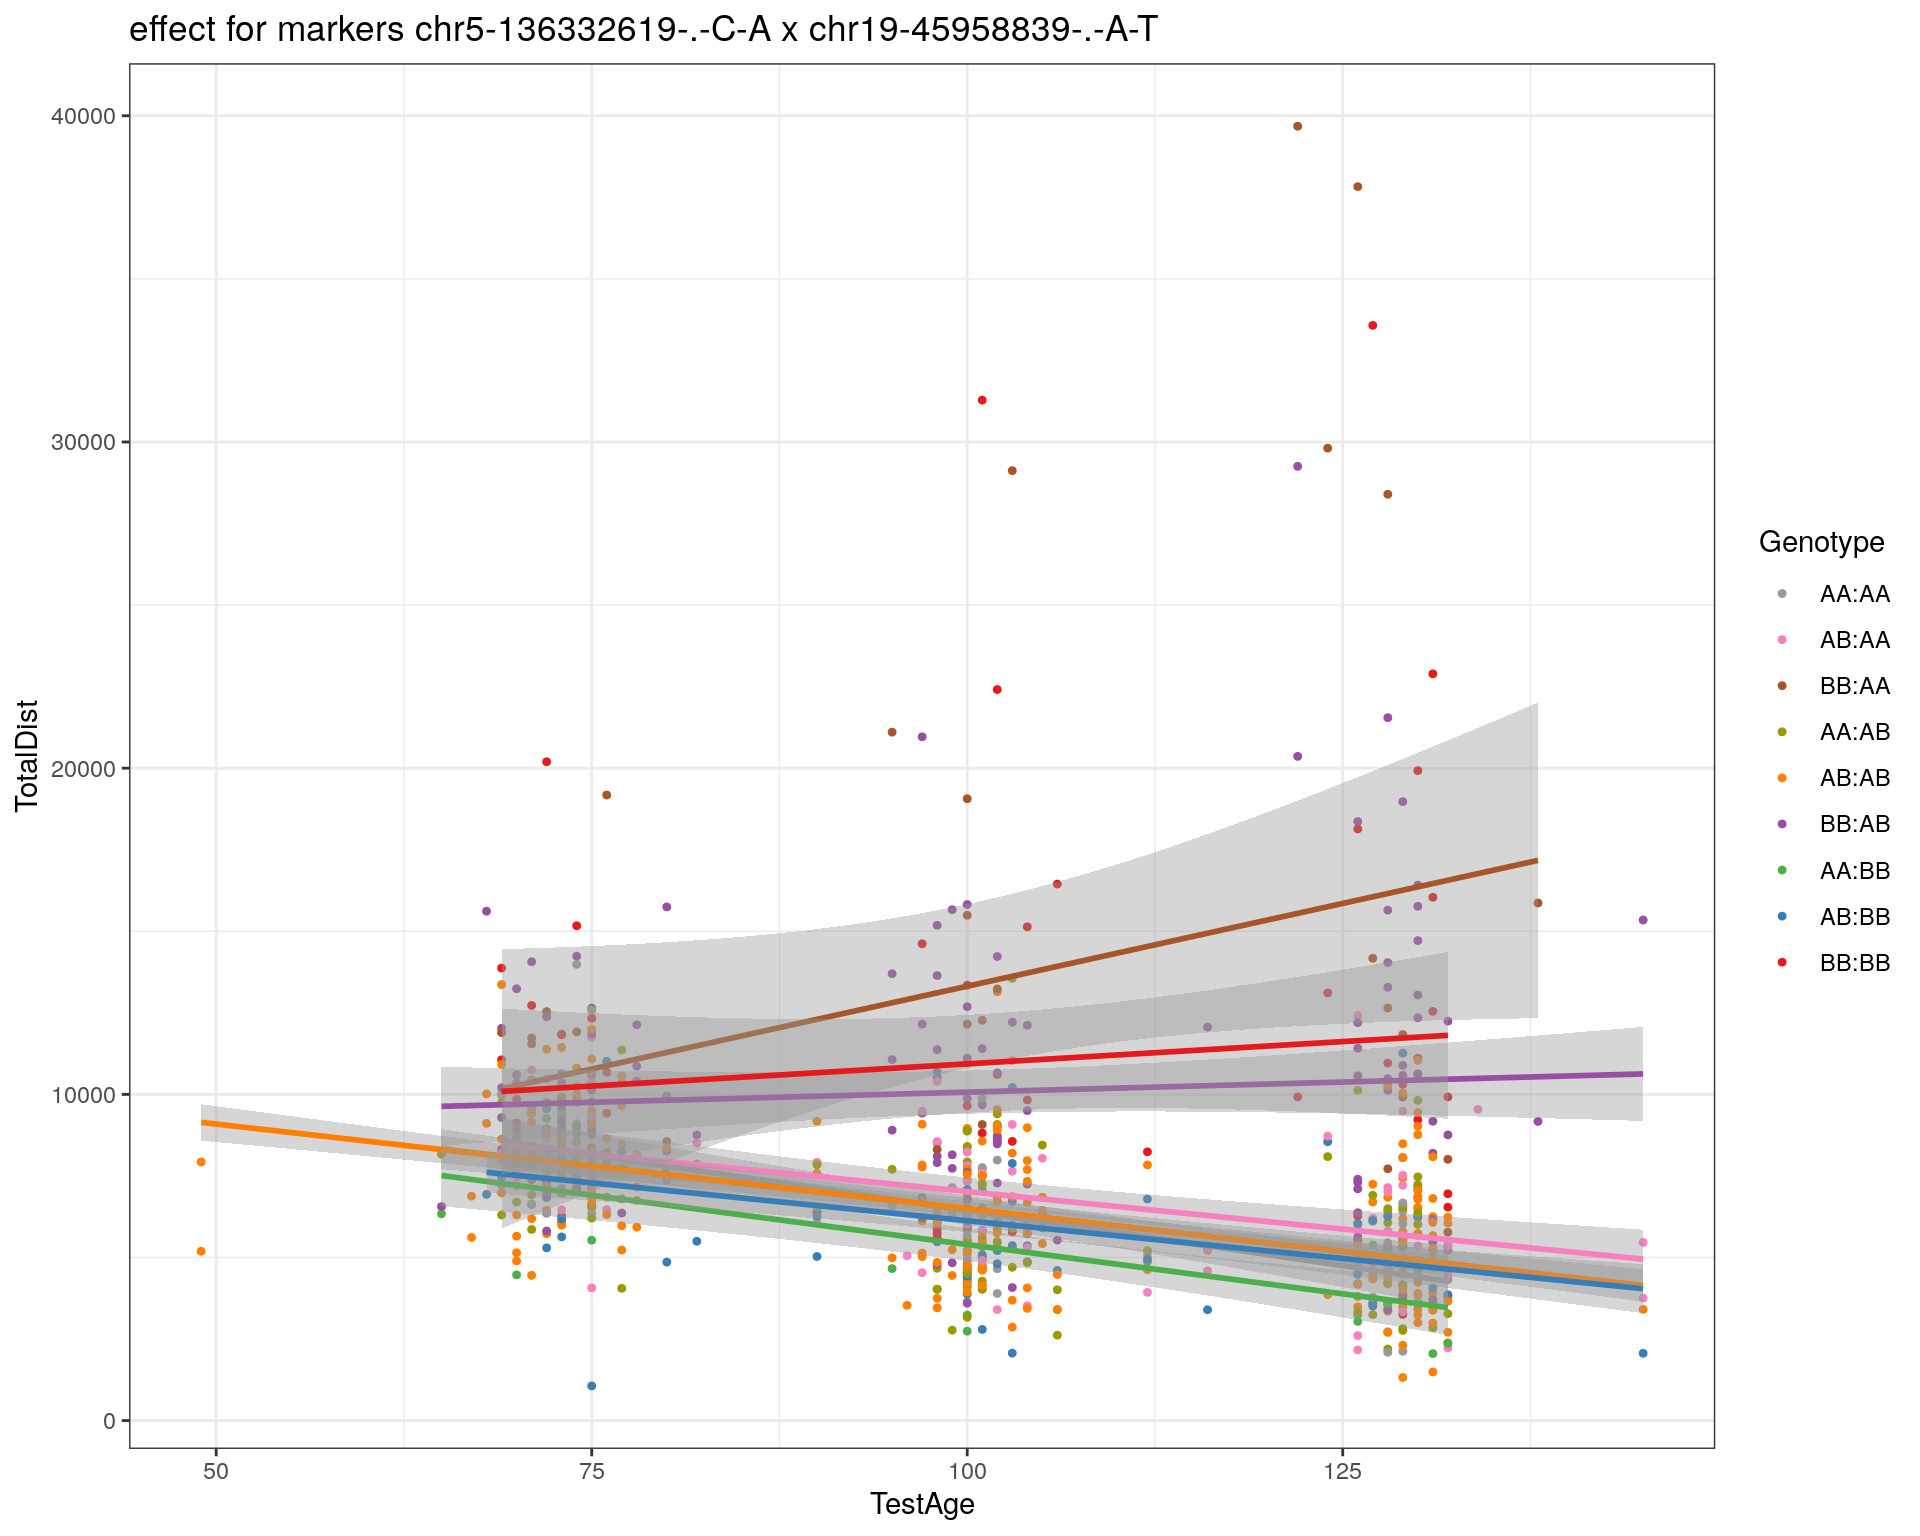 effect for markers chr5-136332619-.-C-A x chr19-45958839-.-A-T
40000
30000
20000
10000
0
TotalDist
50
75
100
125
TestAge
Genotype
AA:AA
AB:AA
BB:AA
AA:AB
AB:AB
BB:AB
AA:BB
AB:BB
BB:BB